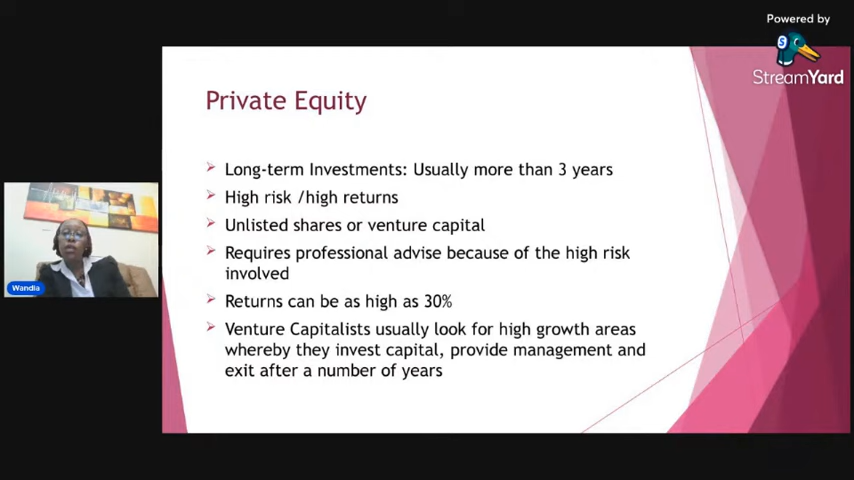 Powered by
S
StreamYard
Private Equity
Long-term Investments: Usually more than 3 years
High risk /high returns
Unlisted shares or venture capital
Requires professional advise because of the high risk
involved
Returns can be as high as 30%
Venture Capitalists usually look for high growth areas
whereby they invest capital, provide management and
exit after a number of years
Wandia